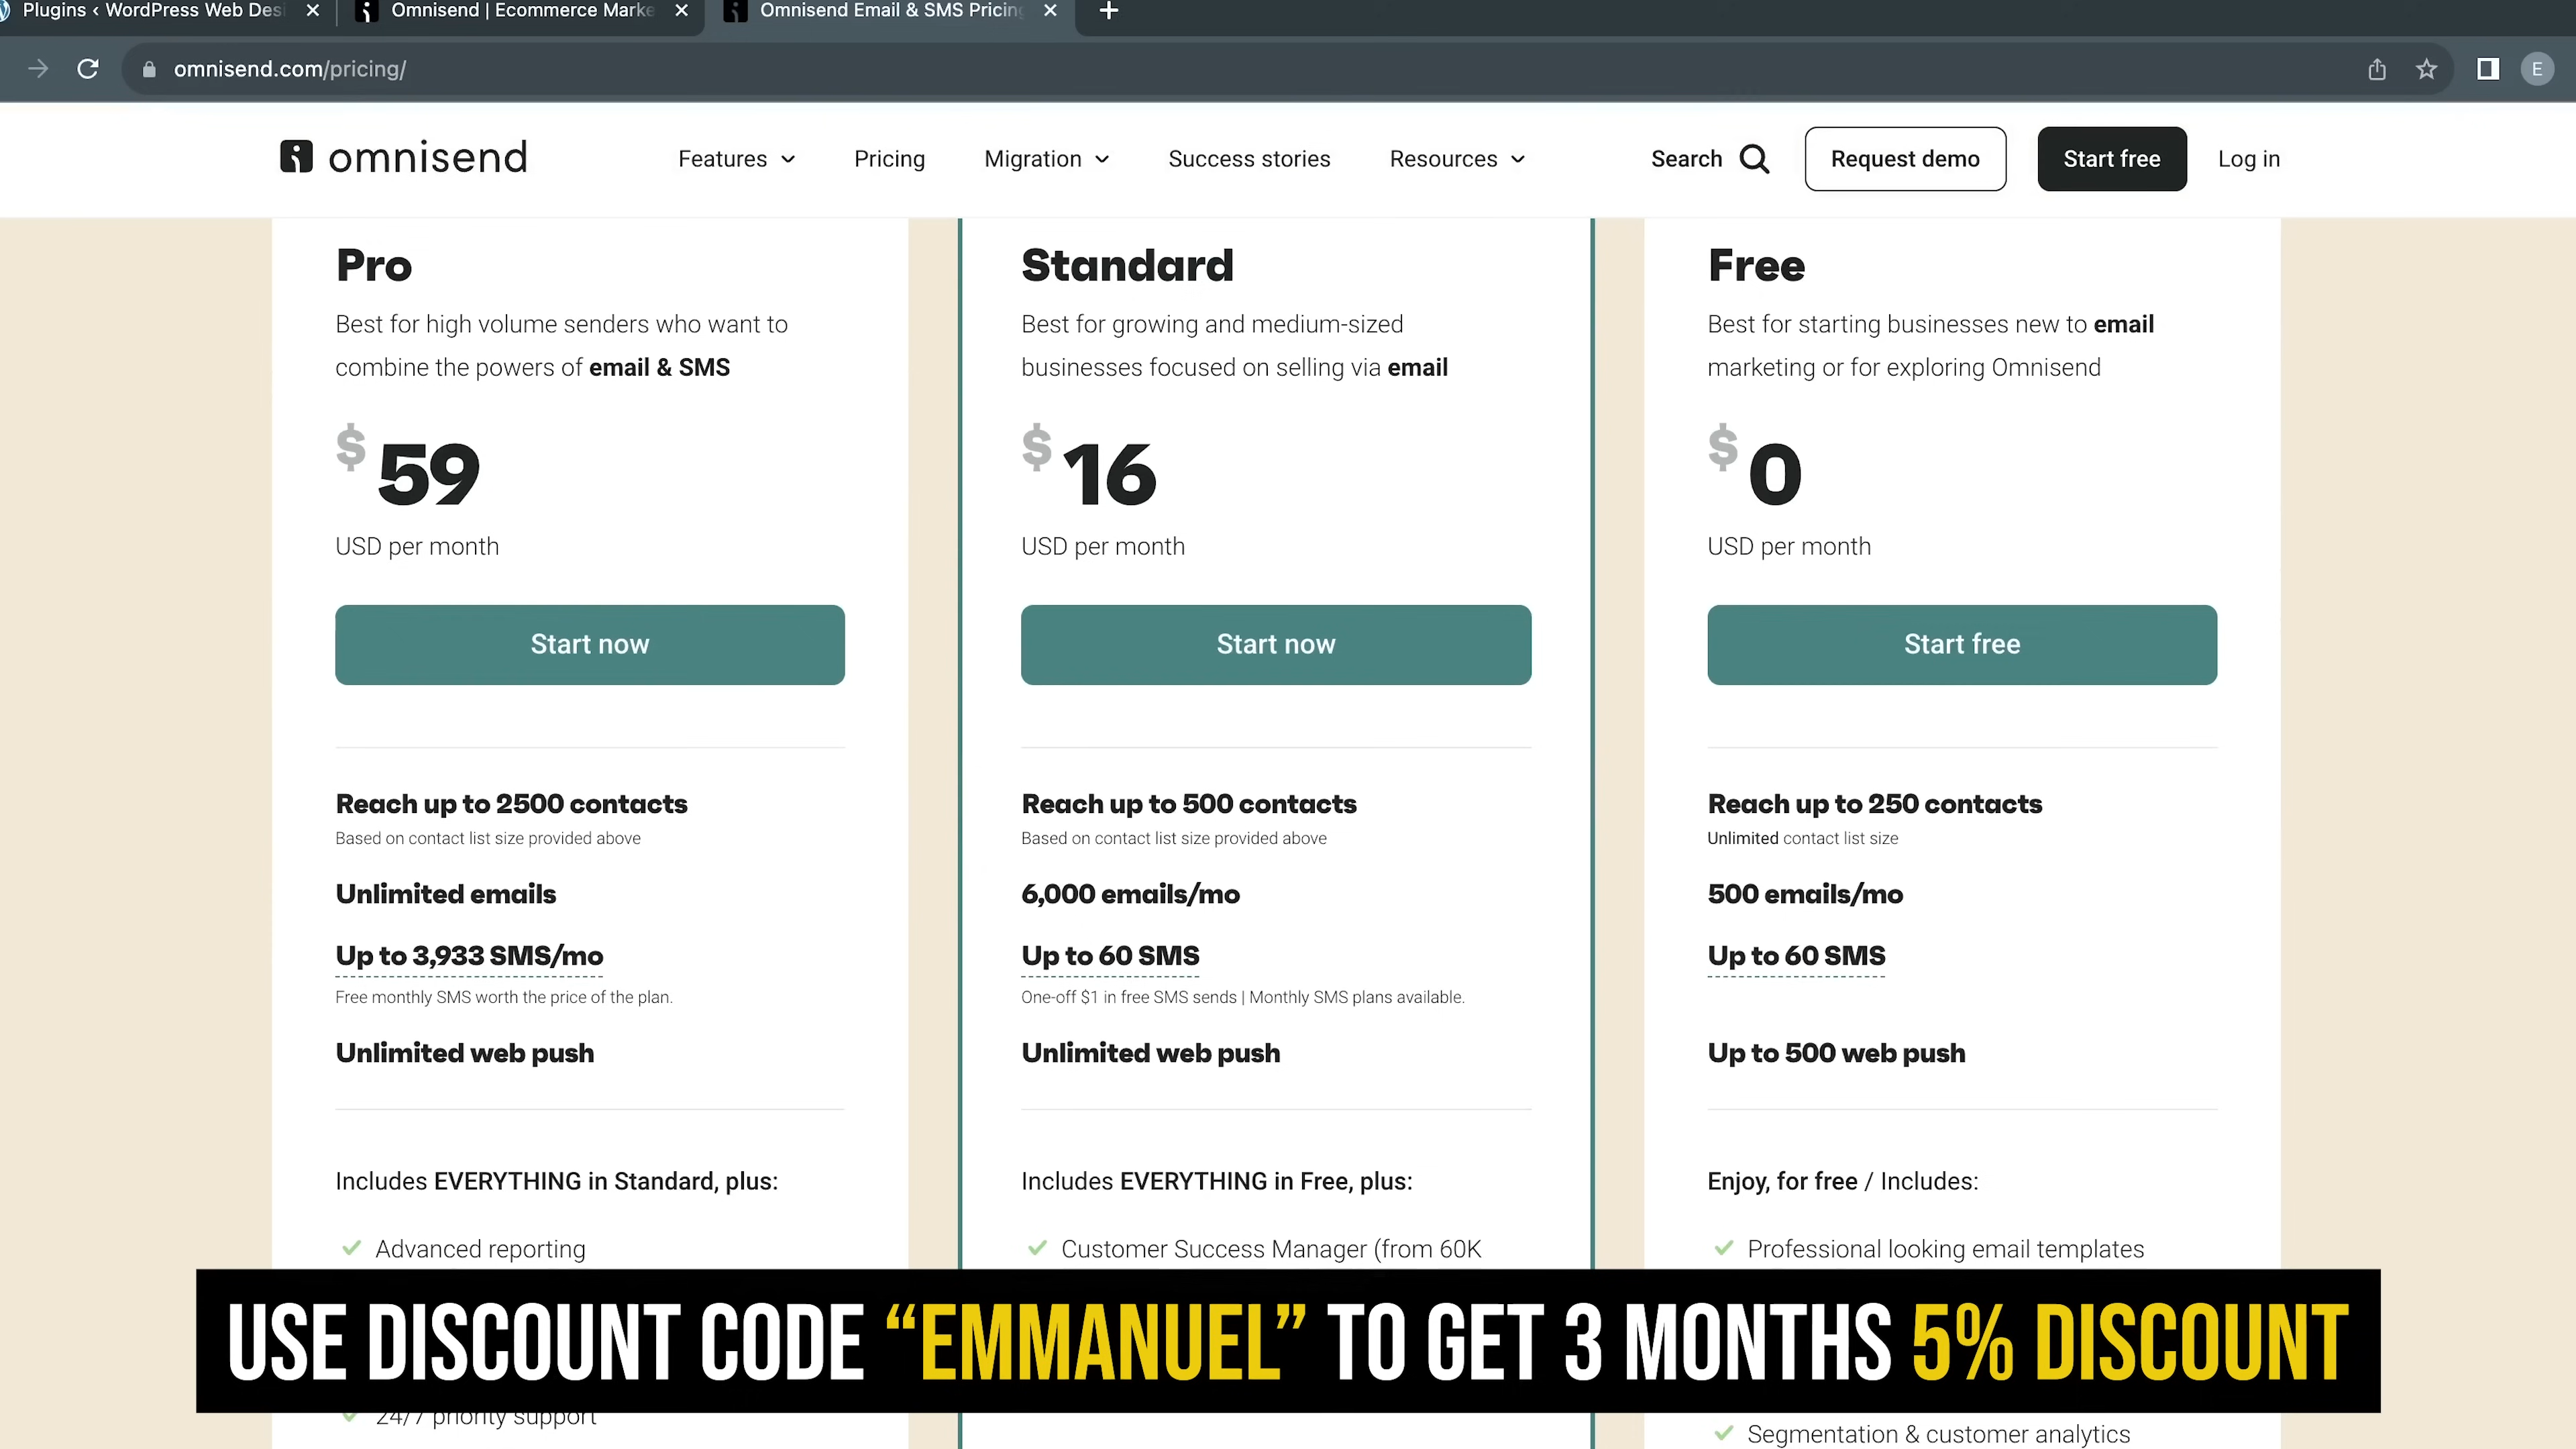 Plugins ‹ WordPress Web Desi
Omnisend | Ecommerce Marke
Omnisend Email & SMS Pricing
omnisend.com/pricing/
E
omnisend
Features
Pricing
Migration
Success stories
Resources
Search
Request demo
Start free
Log in
Pro
Best for high volume senders who want to
combine the powers of email & SMS
$ 59
USD per month
Start now
Reach up to 2500 contacts
Based on contact list size provided above
Unlimited emails
Up to 3,933 SMS/mo
Free monthly SMS worth the price of the plan.
Unlimited web push
Includes EVERYTHING in Standard, plus:
Advanced reporting
24/7 priority support
Standard
Best for growing and medium-sized
businesses focused on selling via email
$ 16
USD per month
Start now
Reach up to 500 contacts
Based on contact list size provided above
6,000 emails/mo
Up to 60 SMS
One-off $1 in free SMS sends | Monthly SMS plans available.
Unlimited web push
Includes EVERYTHING in Free, plus:
Customer Success Manager (from 60K
Free
Best for starting businesses new to email
marketing or for exploring Omnisend
$ 0
USD per month
Start free
Reach up to 250 contacts
Unlimited contact list size
500 emails/mo
Up to 60 SMS
Up to 500 web push
Enjoy, for free / Includes:
Professional looking email templates
Segmentation & customer analytics
USE DISCOUNT CODE “EMMANUEL” TO GET 3 MONTHS 5% DISCOUNT